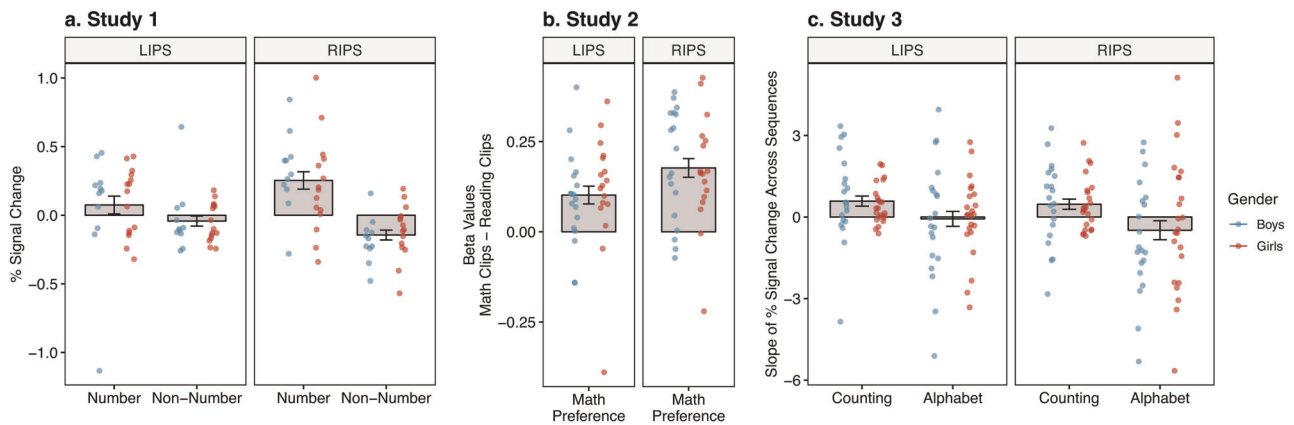 a. Study 1
LIPS
RIPS
% Signal Change
1.0
0.5
0.0
−0.5
−1.0
Number
Non−Number
Number
Non−Number
b. Study 2
LIPS
RIPS
Beta Values
Math Clips − Reading Clips
0.25
0.00
−0.25
Math
Preference
Math
Preference
c. Study 3
LIPS
RIPS
Slope of % Signal Change Across Sequences
3
0
−3
−6
Counting
Alphabet
Counting
Alphabet
Gender
Boys
Girls